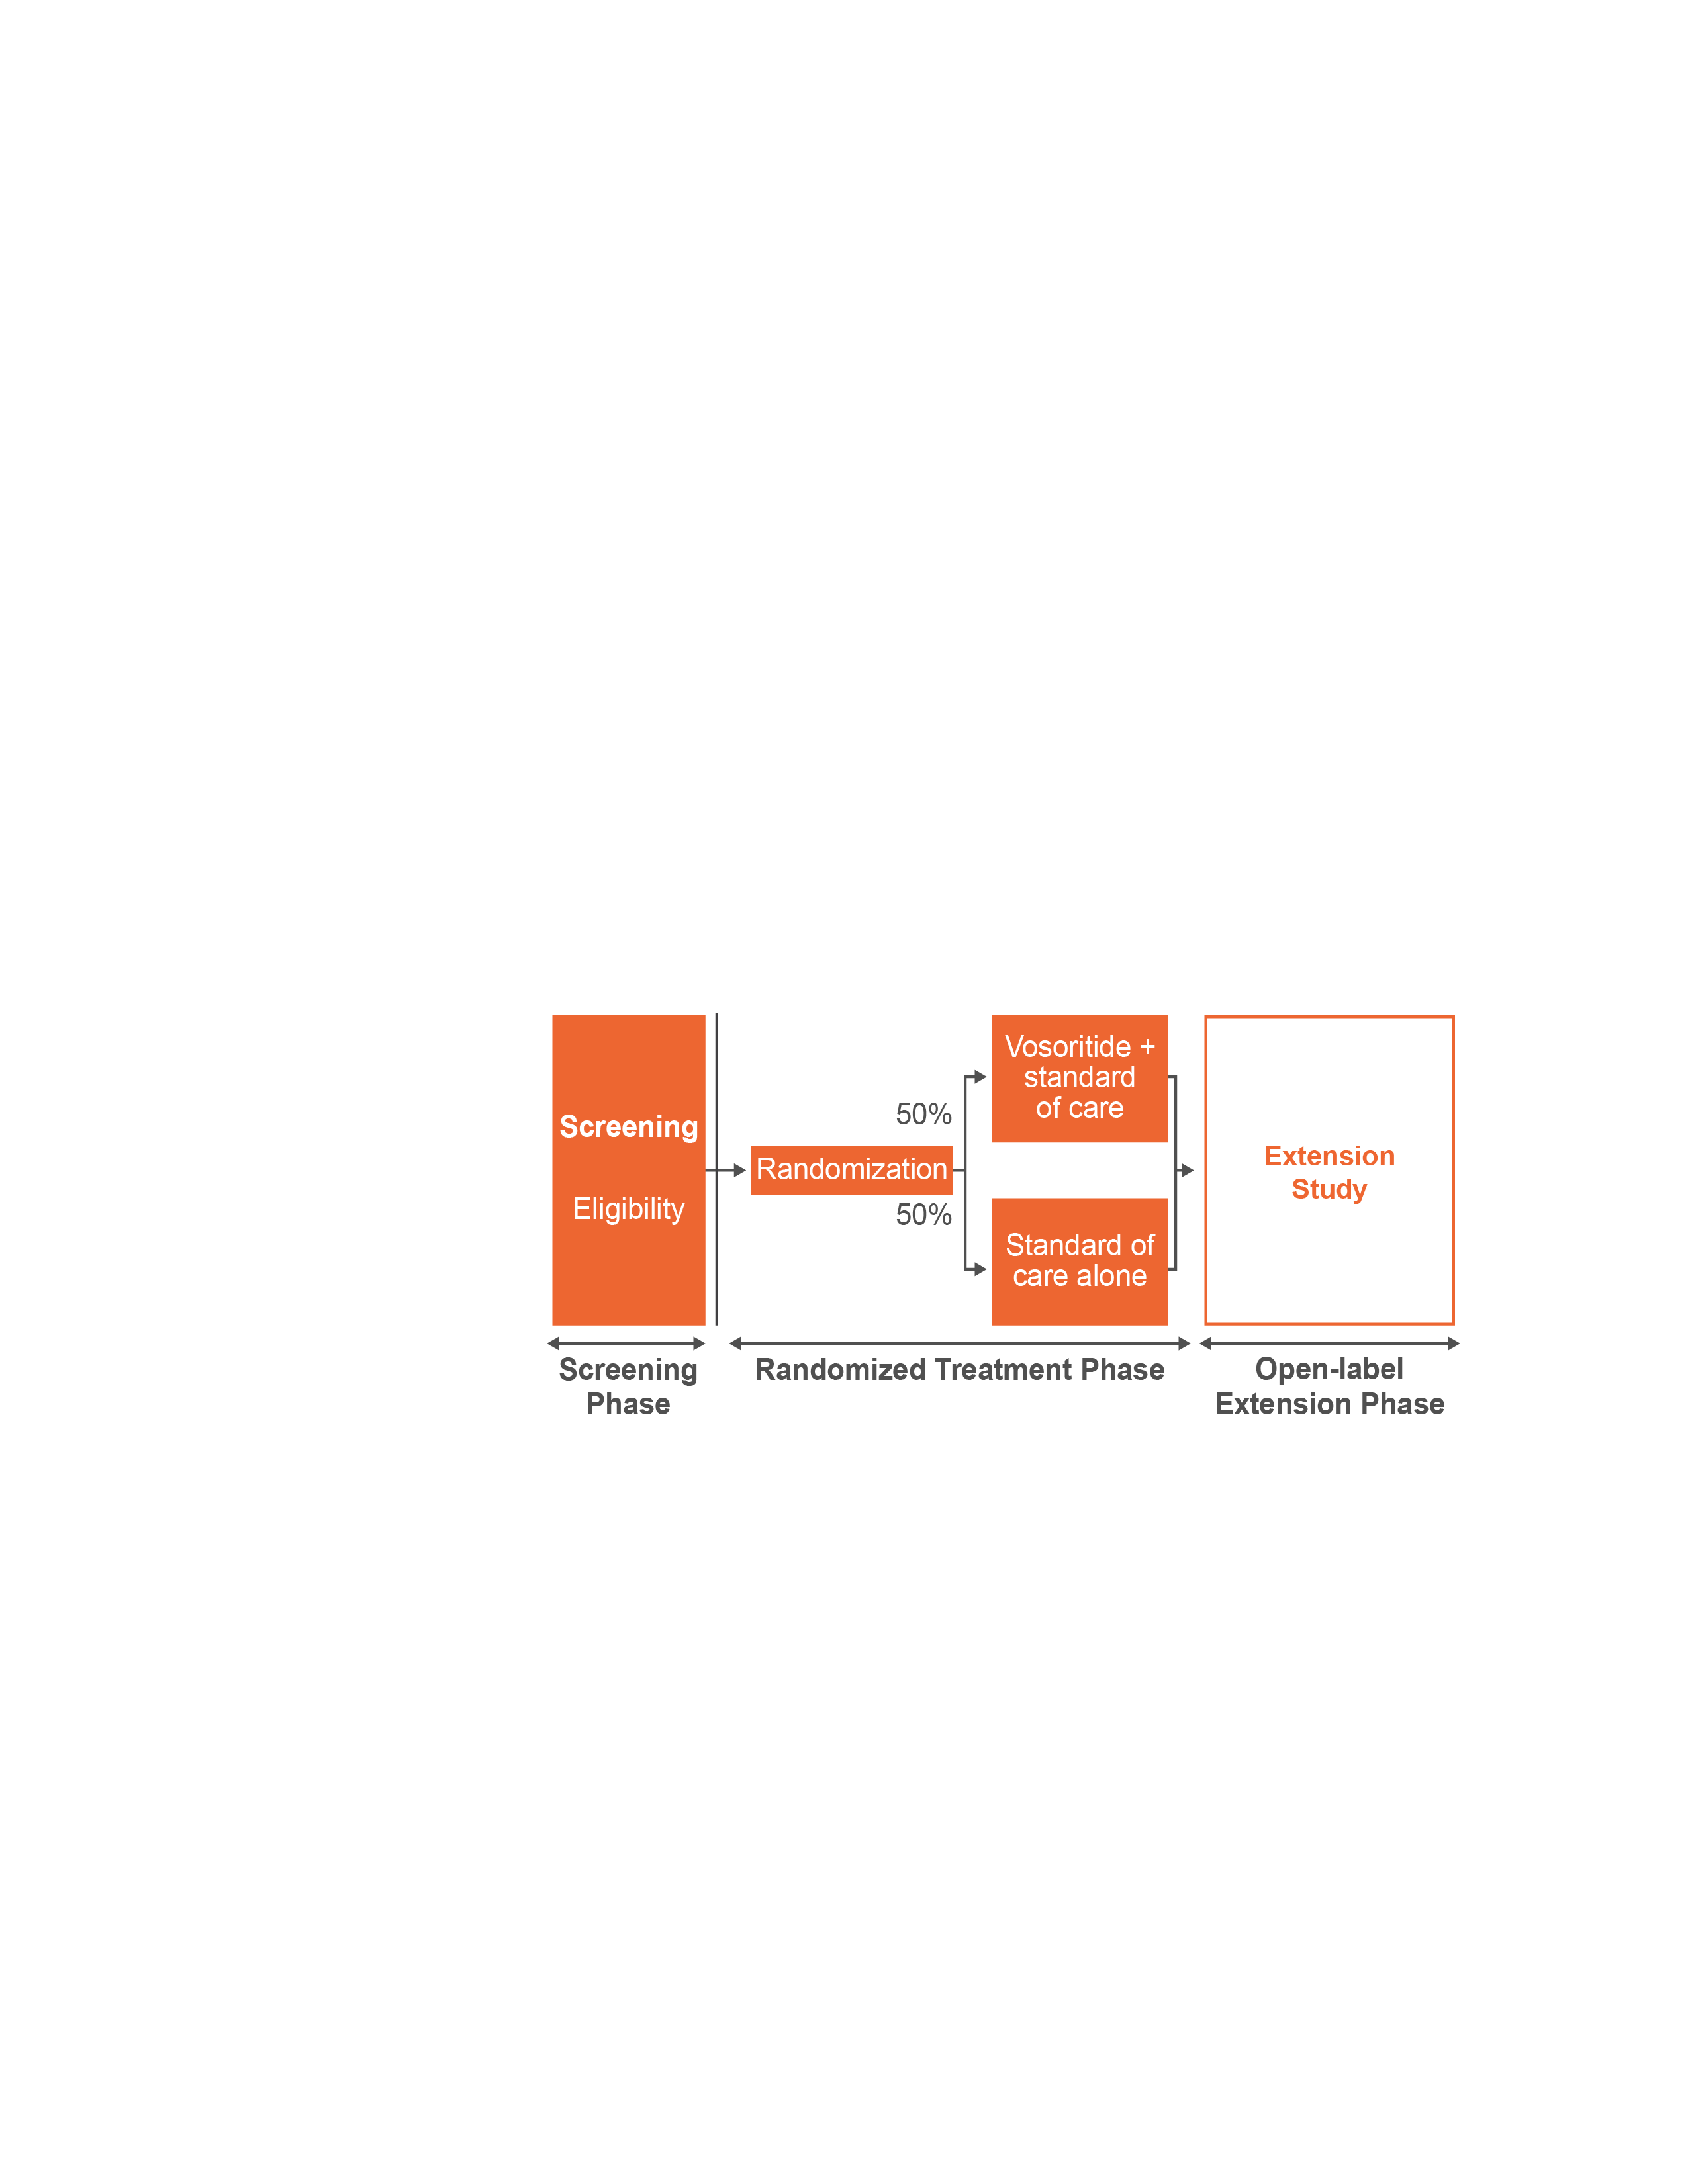 Screening
Eligibility
Randomization
50%
50%
Vosoritide +
standard
of care
Standard of
care alone
Extension
Study
Screening
Phase
Randomized Treatment Phase
Open-label
Extension Phase